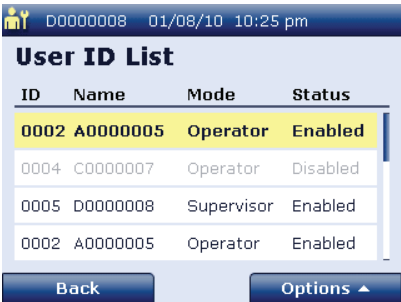 D0000008 01/08/10 10:25 pm
User ID List
ID Name Mode Status
0002 A0000005 Operator Enabled
0004 C0000007 Operator Disabled
0005 D0000008 Supervisor Enabled
0002 A0000005 Operator Enabled
Back Options